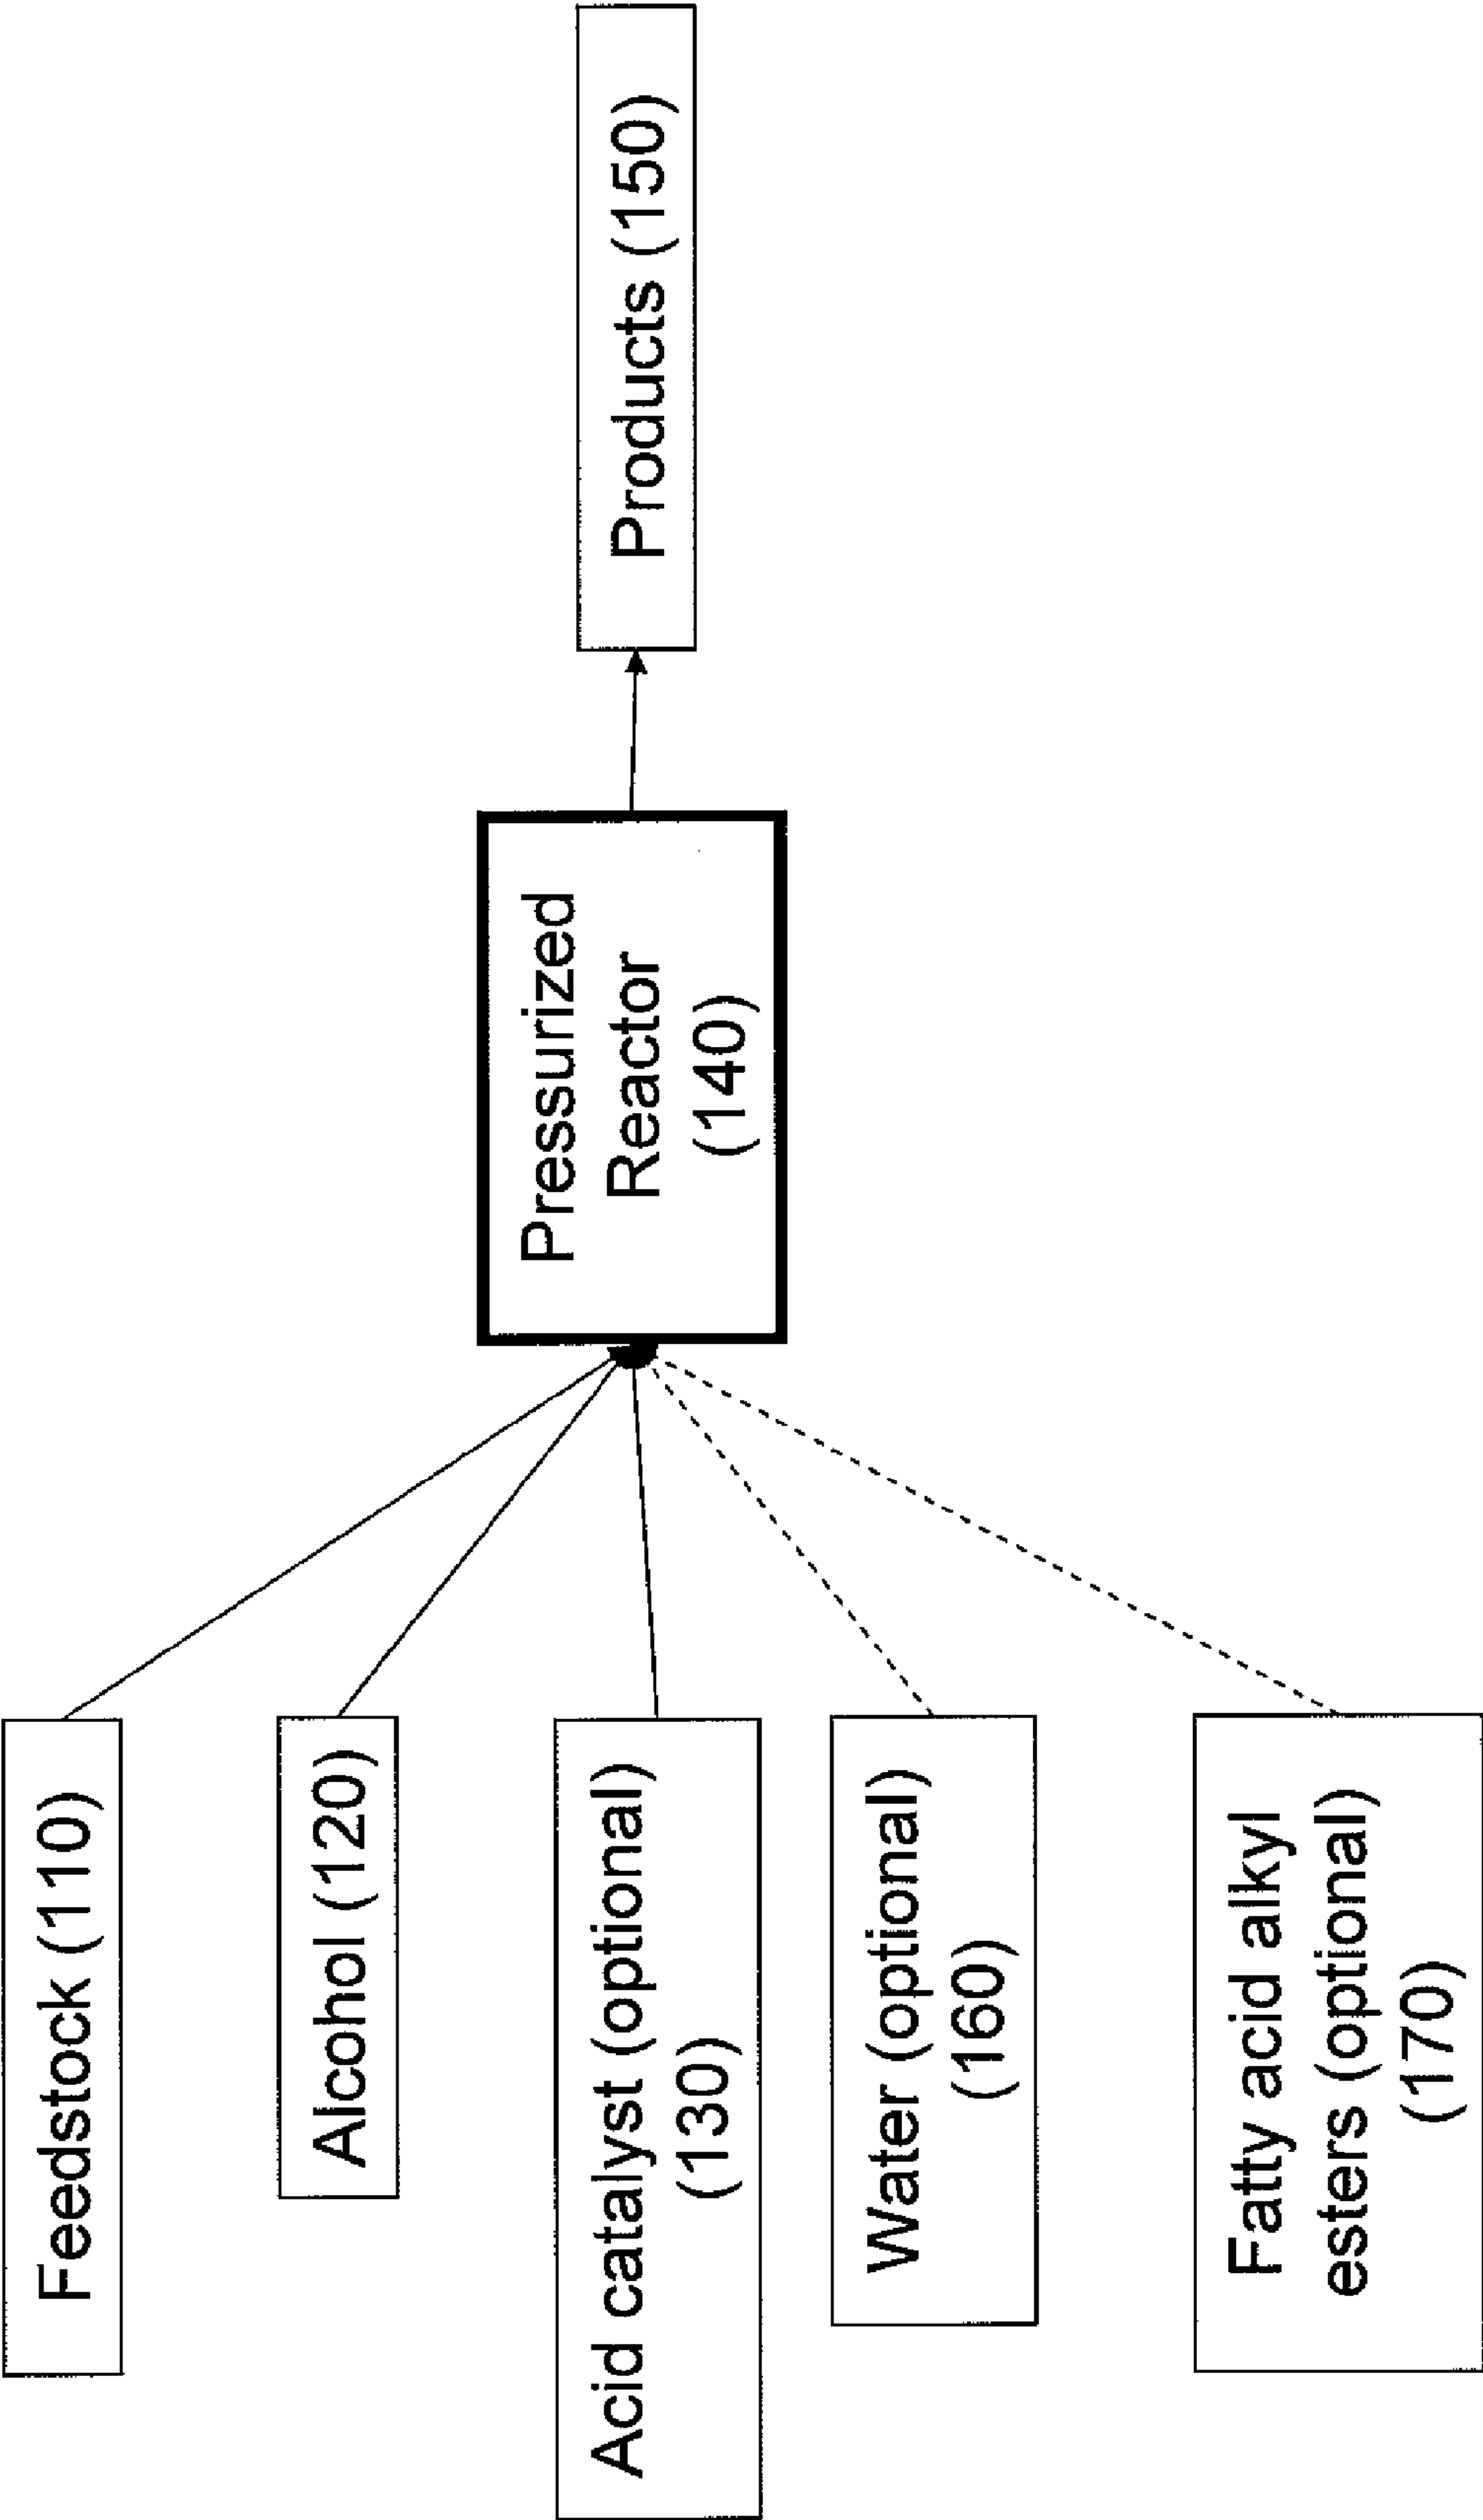 Feedstock (110)
Alcohol (120)
Acid catalyst (optional)
(130)
Water (optional)
(160)
Fatty acid alkyl
esters (optional)
(170)
Pressurized
Reactor
(140)
Products (150)